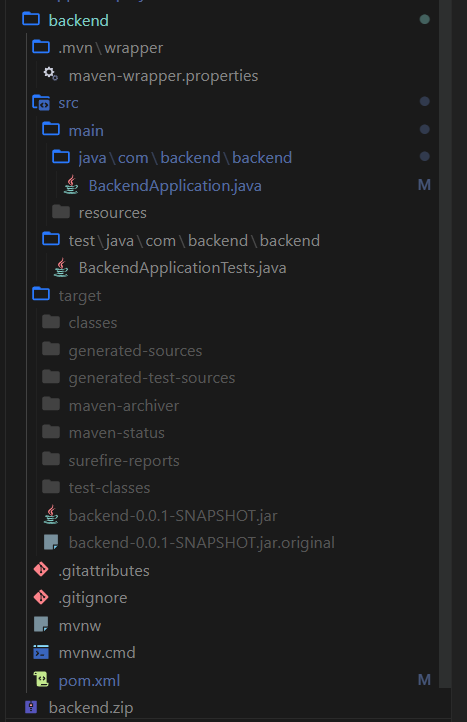 backend
.mvn\wrapper
maven-wrapper.properties
src
main
java\com\backend\backend
BackendApplication.java M
resources
test\java\com\backend\backend
BackendApplicationTests.java
target
classes
generated-sources
generated-test-sources
maven-archiver
maven-status
surefire-reports
test-classes
backend-0.0.1-SNAPSHOT.jar
backend-0.0.1-SNAPSHOT.jar.original
.gitattributes
.gitignore
mvnw
mvnw.cmd
pom.xml M
backend.zip